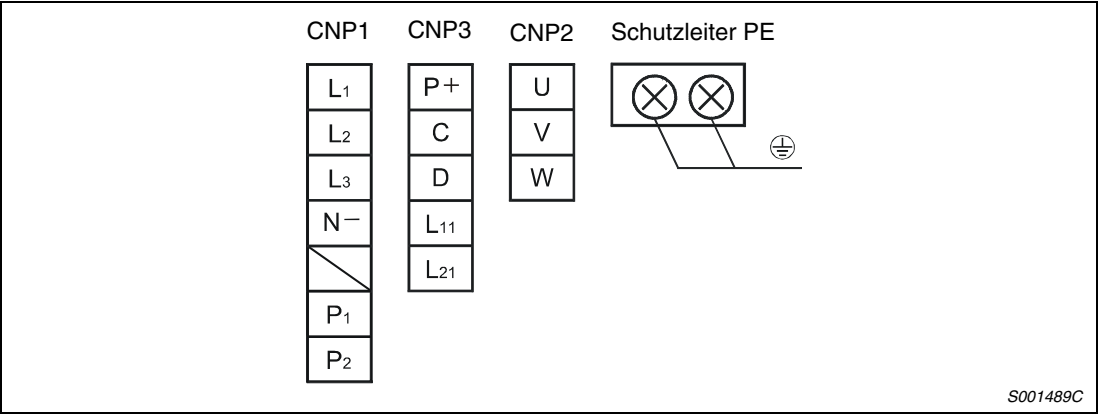 CNP1 CNP3 CNP2 Schutzleiter PE
L1 P+ U
L2 C V
L3 D W
N− L11
L21
P1
P2
S001489C